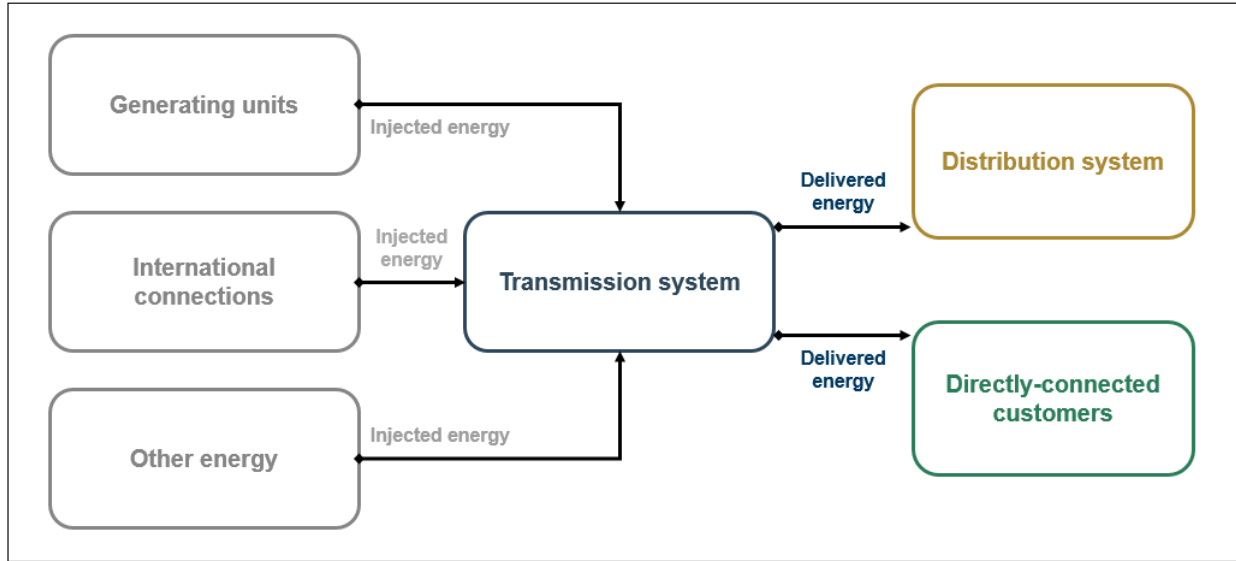 Generating units
Injected energy
International
connections
Injected
energy
Other energy
Injected energy
Transmission system
Delivered
energy
Distribution system
Delivered
energy
Directly-connected
customers